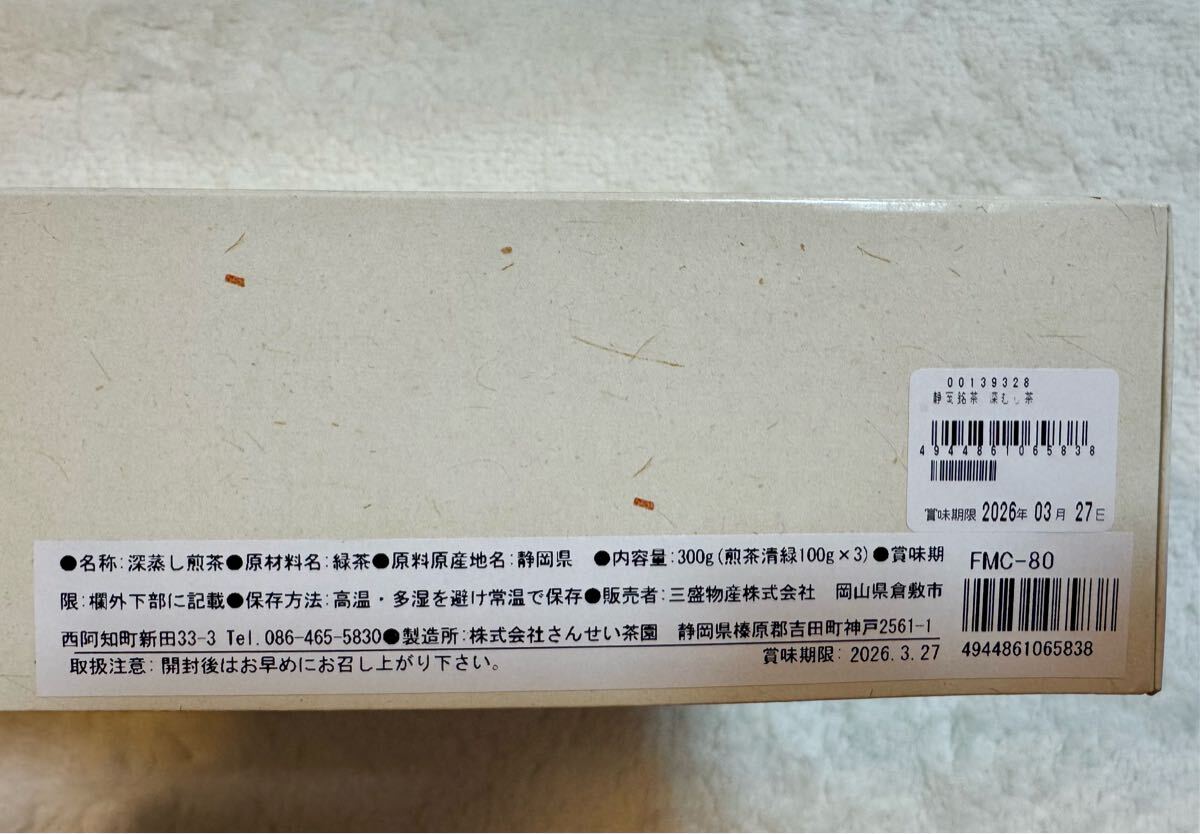 00139328
静岡銘茶 深むし茶
4944861065838
賞味期限 2026年 03月 27日
●名称:深蒸し煎茶●原材料名:緑茶●原料原産地名:静岡県 ●内容量:300g(煎茶清緑100g×3)●賞味期
限:欄外下部に記載●保存方法:高温・多湿を避け常温で保存●販売者:三盛物産株式会社 岡山県倉敷市
西阿知町新田33-3 Tel.086-465-5830●製造所:株式会社さんせい茶園 静岡県榛原郡吉田町神戸2561-1
取扱注意:開封後はお早めにお召し上がり下さい。
賞味期限:2026.3.27
FMC-80
4944861065838